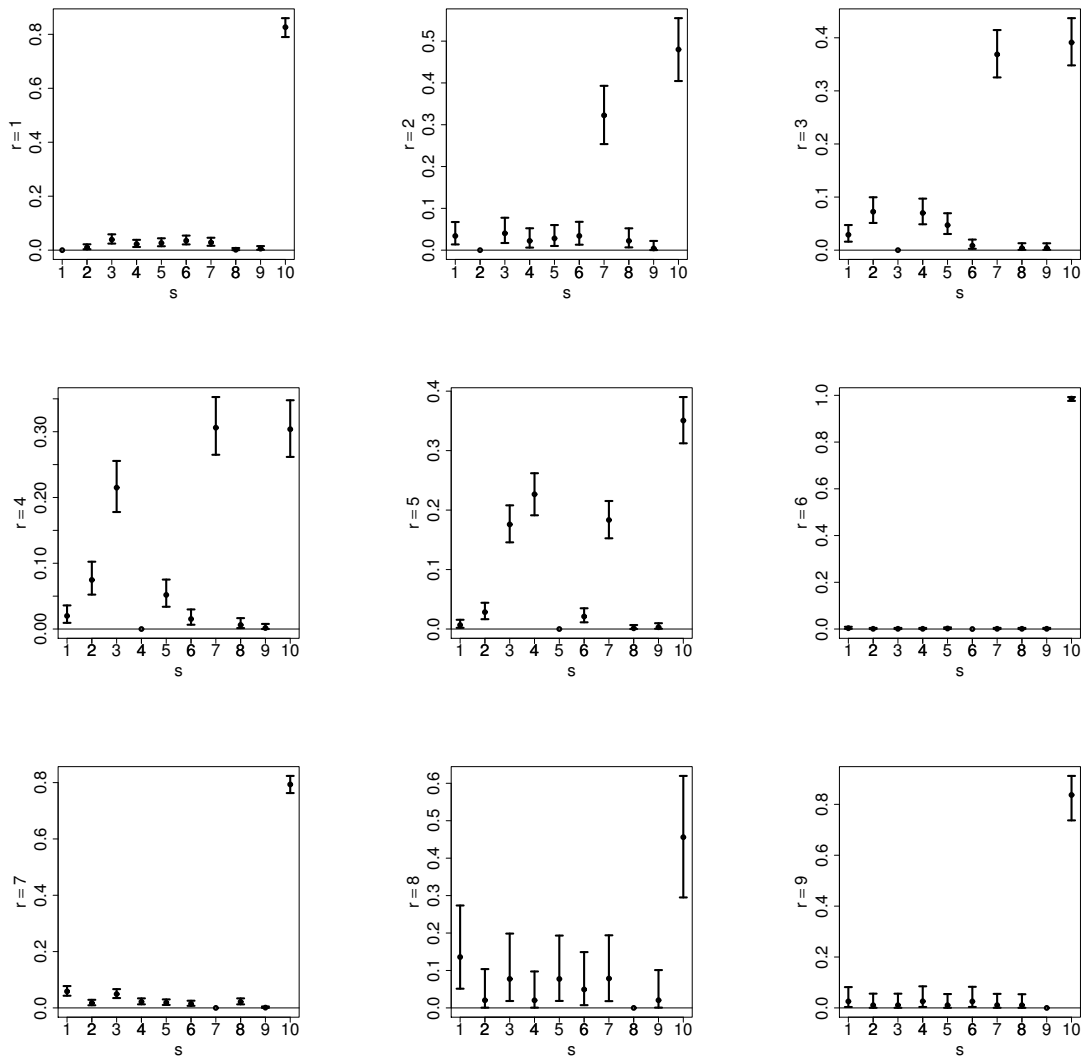 r = 1
0.0 0.2 0.4 0.6 0.8
1 2 3 4 5 6 7 8 9 10
s
r = 2
0.0 0.1 0.2 0.3 0.4 0.5
1 2 3 4 5 6 7 8 9 10
s
r = 3
0.0 0.1 0.2 0.3 0.4
1 2 3 4 5 6 7 8 9 10
s
r = 4
0.00 0.10 0.20 0.30
1 2 3 4 5 6 7 8 9 10
s
r = 5
0.0 0.1 0.2 0.3 0.4
1 2 3 4 5 6 7 8 9 10
s
r = 6
0.0 0.2 0.4 0.6 0.8 1.0
1 2 3 4 5 6 7 8 9 10
s
r = 7
0.0 0.2 0.4 0.6 0.8
1 2 3 4 5 6 7 8 9 10
s
r = 8
0.0 0.1 0.2 0.3 0.4 0.5 0.6
1 2 3 4 5 6 7 8 9 10
s
r = 9
0.0 0.2 0.4 0.6 0.8
1 2 3 4 5 6 7 8 9 10
s